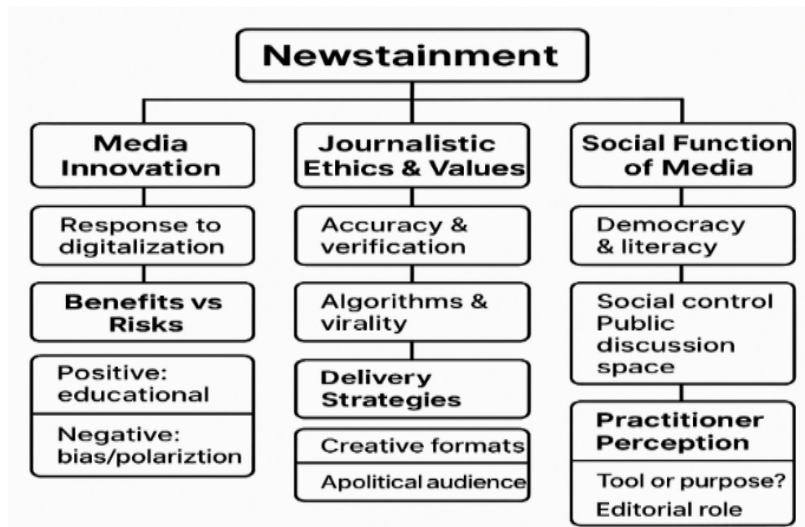 Newstainment
Media
Innovation
Response to
digitalization
Benefits vs
Risks
Positive:
educational
Negative:
bias/polariztion
Journalistic
Ethics & Values
Accuracy &
verification
Algorithms &
virality
Delivery
Strategies
Creative formats
Apolitical audience
Social Function
of Media
Democracy
& literacy
Social control
Public
discussion
space
Practitioner
Perception
Tool or purpose?
Editorial role